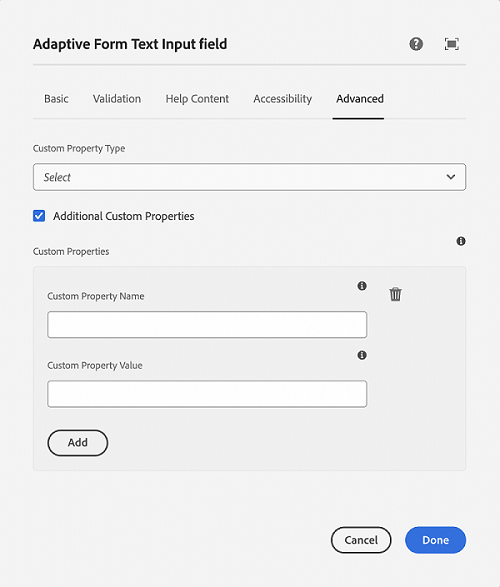 Adaptive Form Text Input field
Basic Validation Help Content Accessibility Advanced
Custom Property Type
Select
Additional Custom Properties
Custom Properties
Custom Property Name
Custom Property Value
Add
Cancel Done